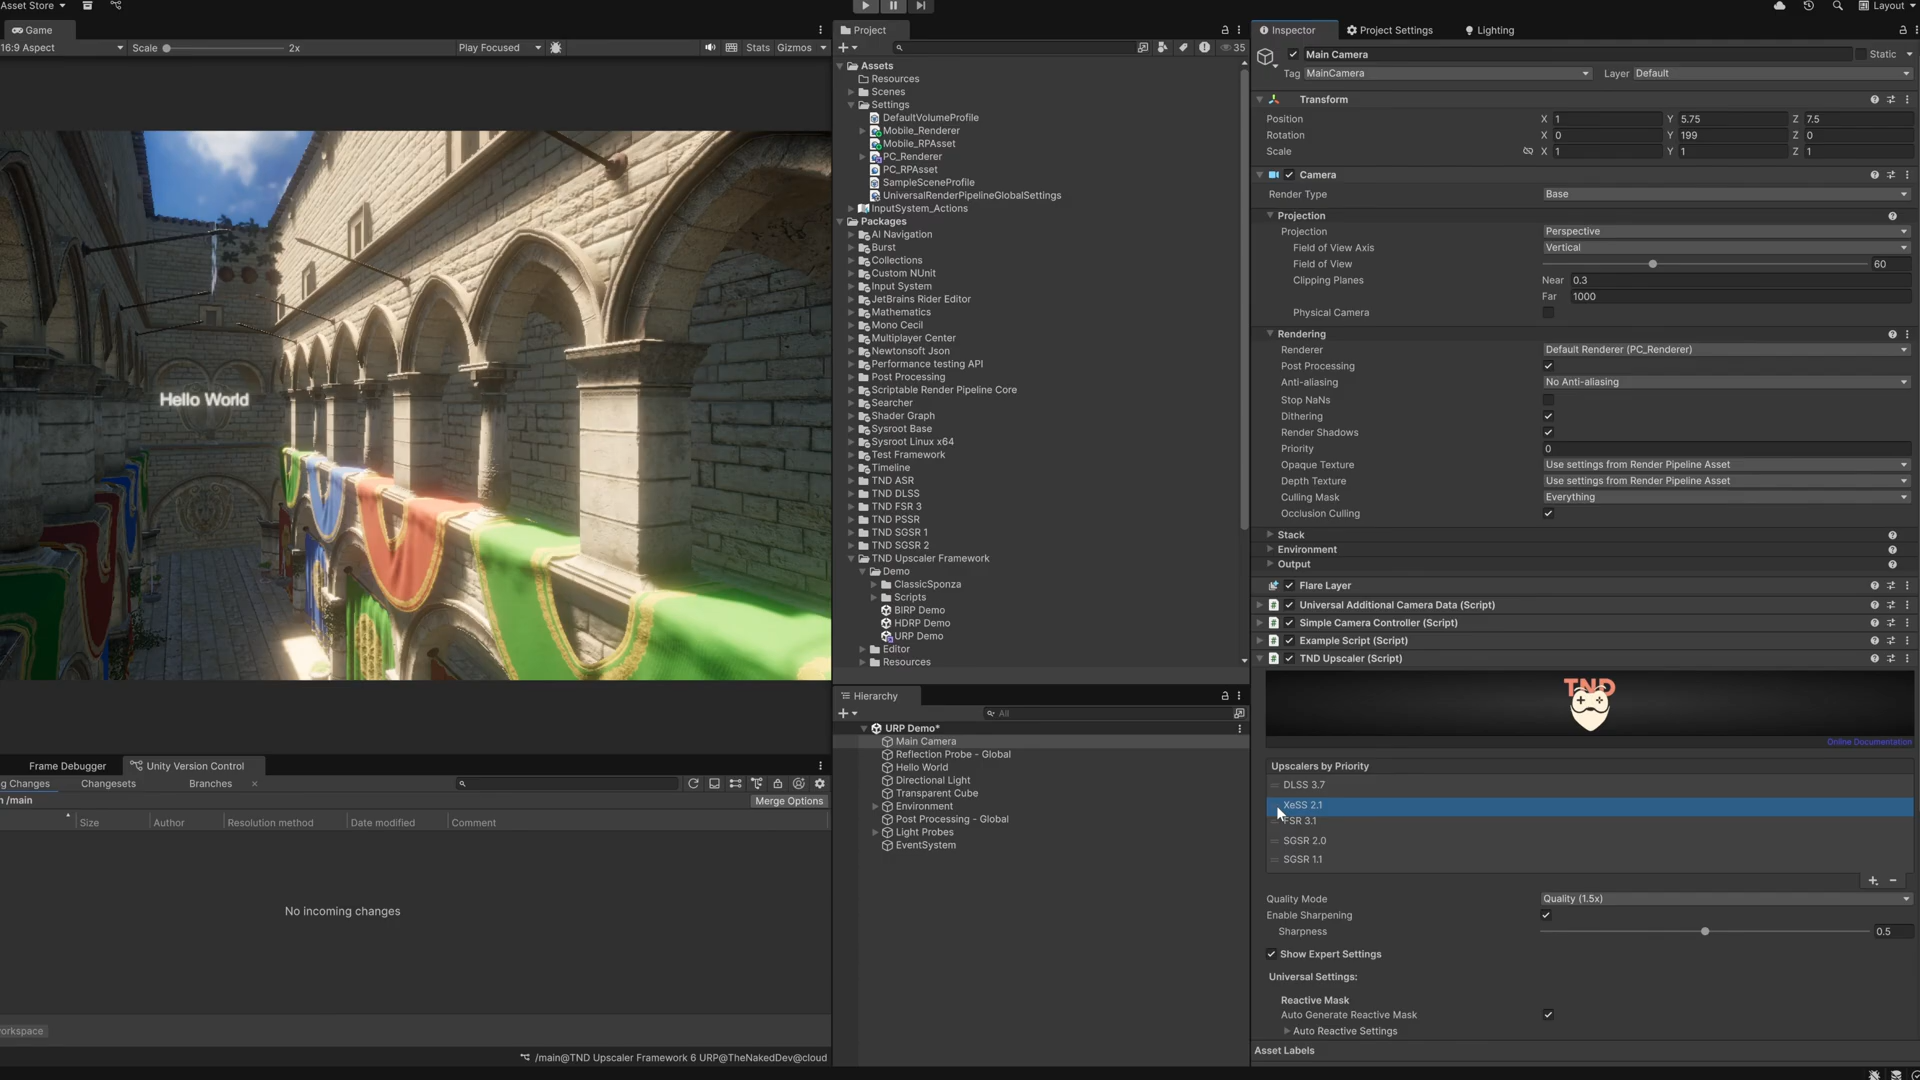 Asset Store
Layout
Game
16:9 Aspect
Scale
2x
Play Focused
Stats
Gizmos
Hello World
Frame Debugger
Unity Version Control
ng Changes
Changesets
Branches
n /main
Merge Options
Size
Author
Resolution method
Date modified
Comment
No incoming changes
workspace
/main@TND Upscaler Framework 6 URP@TheNakedDev@cloud
Project
35
Assets
Resources
Scenes
Settings
DefaultVolumeProfile
Mobile_Renderer
Mobile_RPAsset
PC_Renderer
PC_RPAsset
SampleSceneProfile
UniversalRenderPipelineGlobalSettings
InputSystem_Actions
Packages
AI Navigation
Burst
Collections
Custom NUnit
Input System
JetBrains Rider Editor
Mathematics
Mono Cecil
Multiplayer Center
Newtonsoft Json
Performance testing API
Post Processing
Scriptable Render Pipeline Core
Searcher
Shader Graph
Sysroot Base
Sysroot Linux x64
Test Framework
Timeline
TND ASR
TND DLSS
TND FSR 3
TND PSSR
TND SGSR 1
TND SGSR 2
TND Upscaler Framework
Demo
ClassicSponza
Scripts
BIRP Demo
HDRP Demo
URP Demo
Editor
Resources
Hierarchy
All
URP Demo*
Main Camera
Reflection Probe - Global
Hello World
Directional Light
Transparent Cube
Environment
Post Processing - Global
Light Probes
EventSystem
Inspector
Project Settings
Lighting
Main Camera
Static
Tag MainCamera
Layer Default
Transform
Position X 1 Y 5.75 Z 7.5
Rotation X 0 Y 199 Z 0
Scale X 1 Y 1 Z 1
Camera
Render Type Base
Projection
Projection Perspective
Field of View Axis Vertical
Field of View 60
Clipping Planes Near 0.3
Far 1000
Physical Camera
Rendering
Renderer Default Renderer (PC_Renderer)
Post Processing
Anti-aliasing No Anti-aliasing
Stop NaNs
Dithering
Render Shadows
Priority 0
Opaque Texture Use settings from Render Pipeline Asset
Depth Texture Use settings from Render Pipeline Asset
Culling Mask Everything
Occlusion Culling
Stack
Environment
Output
Flare Layer
Universal Additional Camera Data (Script)
Simple Camera Controller (Script)
Example Script (Script)
TND Upscaler (Script)
TND
Online Documentation
Upscalers by Priority
DLSS 3.7
XeSS 2.1
FSR 3.1
SGSR 2.0
SGSR 1.1
Quality Mode Quality (1.5x)
Enable Sharpening
Sharpness 0.5
Show Expert Settings
Universal Settings:
Reactive Mask
Auto Generate Reactive Mask
Auto Reactive Settings
Asset Labels